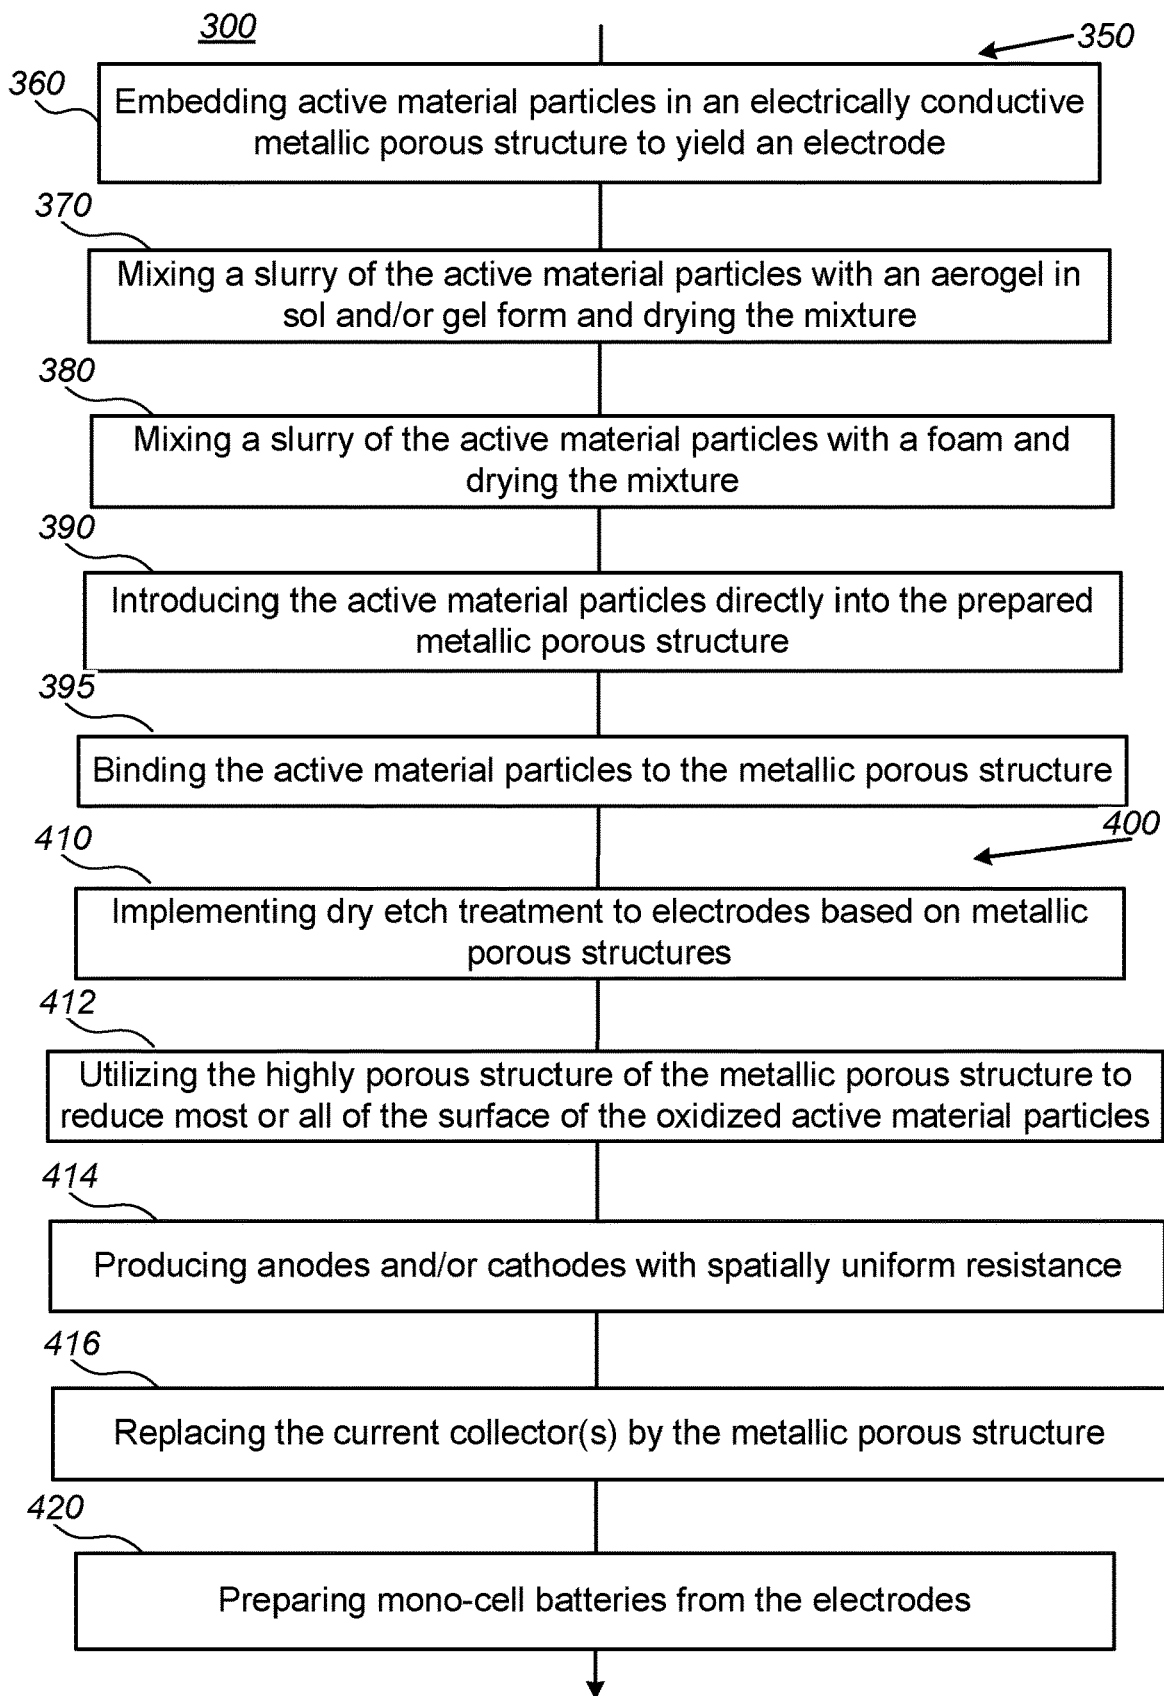 300
350
360
Embedding active material particles in an electrically conductive
metallic porous structure to yield an electrode
370
Mixing a slurry of the active material particles with an aerogel in
sol and/or gel form and drying the mixture
380
Mixing a slurry of the active material particles with a foam and
drying the mixture
390
Introducing the active material particles directly into the prepared
metallic porous structure
395
Binding the active material particles to the metallic porous structure
400
410
Implementing dry etch treatment to electrodes based on metallic
porous structures
412
Utilizing the highly porous structure of the metallic porous structure to
reduce most or all of the surface of the oxidized active material particles
414
Producing anodes and/or cathodes with spatially uniform resistance
416
Replacing the current collector(s) by the metallic porous structure
420
Preparing mono-cell batteries from the electrodes